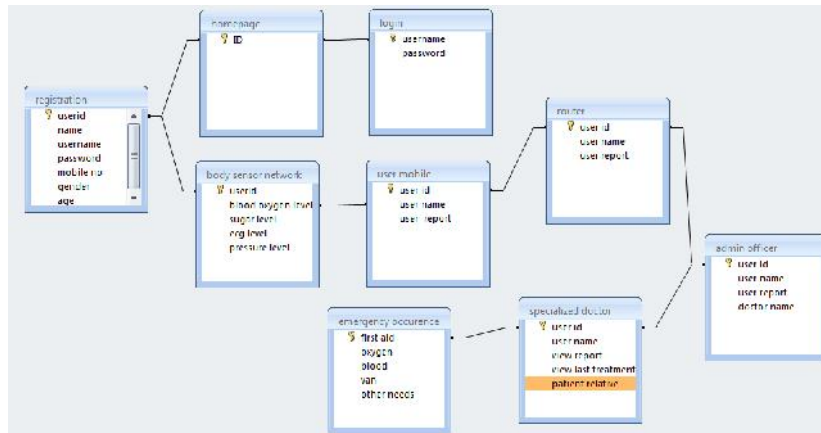 homepage
ID
login
username
password
registration
userid
name
username
password
mobile no
gender
age
body sensor network
userid
blood oxygen level
sugar level
ecg level
pressure level
user mobile
user id
user name
user report
router
user id
user name
user report
admin officer
user id
user name
user report
doctor name
specialized doctor
user id
user name
view report
view last treatment
patient relative
emergency occurence
first aid
oxygen
blood
van
other needs